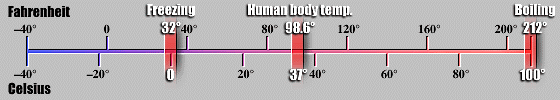 Fahrenheit Freezing Human body temp. Boiling
–40° 0 32° 40° 80° 98.6° 120° 160° 200° 212°
–40° –20° 0 20° 37° 40° 60° 80° 100°
Celsius